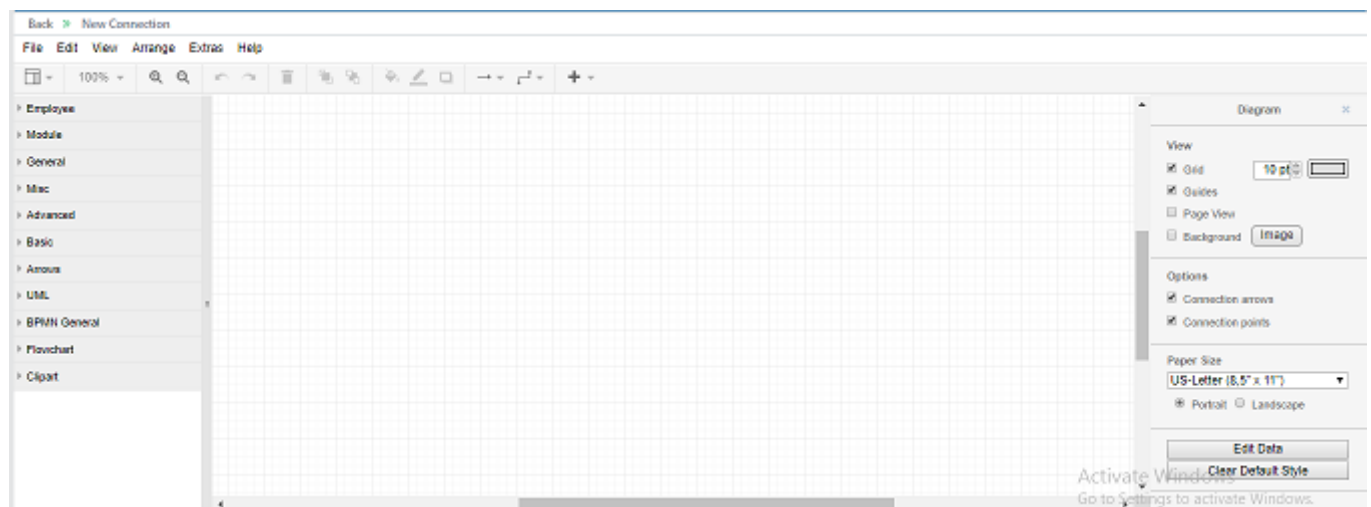 Back » New Connection
File Edit View Arrange Extras Help
100%
Employee
Module
General
Misc
Advanced
Basic
Arrows
UML
BPMN General
Flowchart
Clipart
Diagram
View
Grid 10 pt
Guides
Page View
Background Image
Options
Connection arrows
Connection points
Paper Size
US-Letter (8,5" x 11")
Portrait Landscape
Edit Data
Clear Default Style
Activate Windows
Go to Settings to activate Windows.